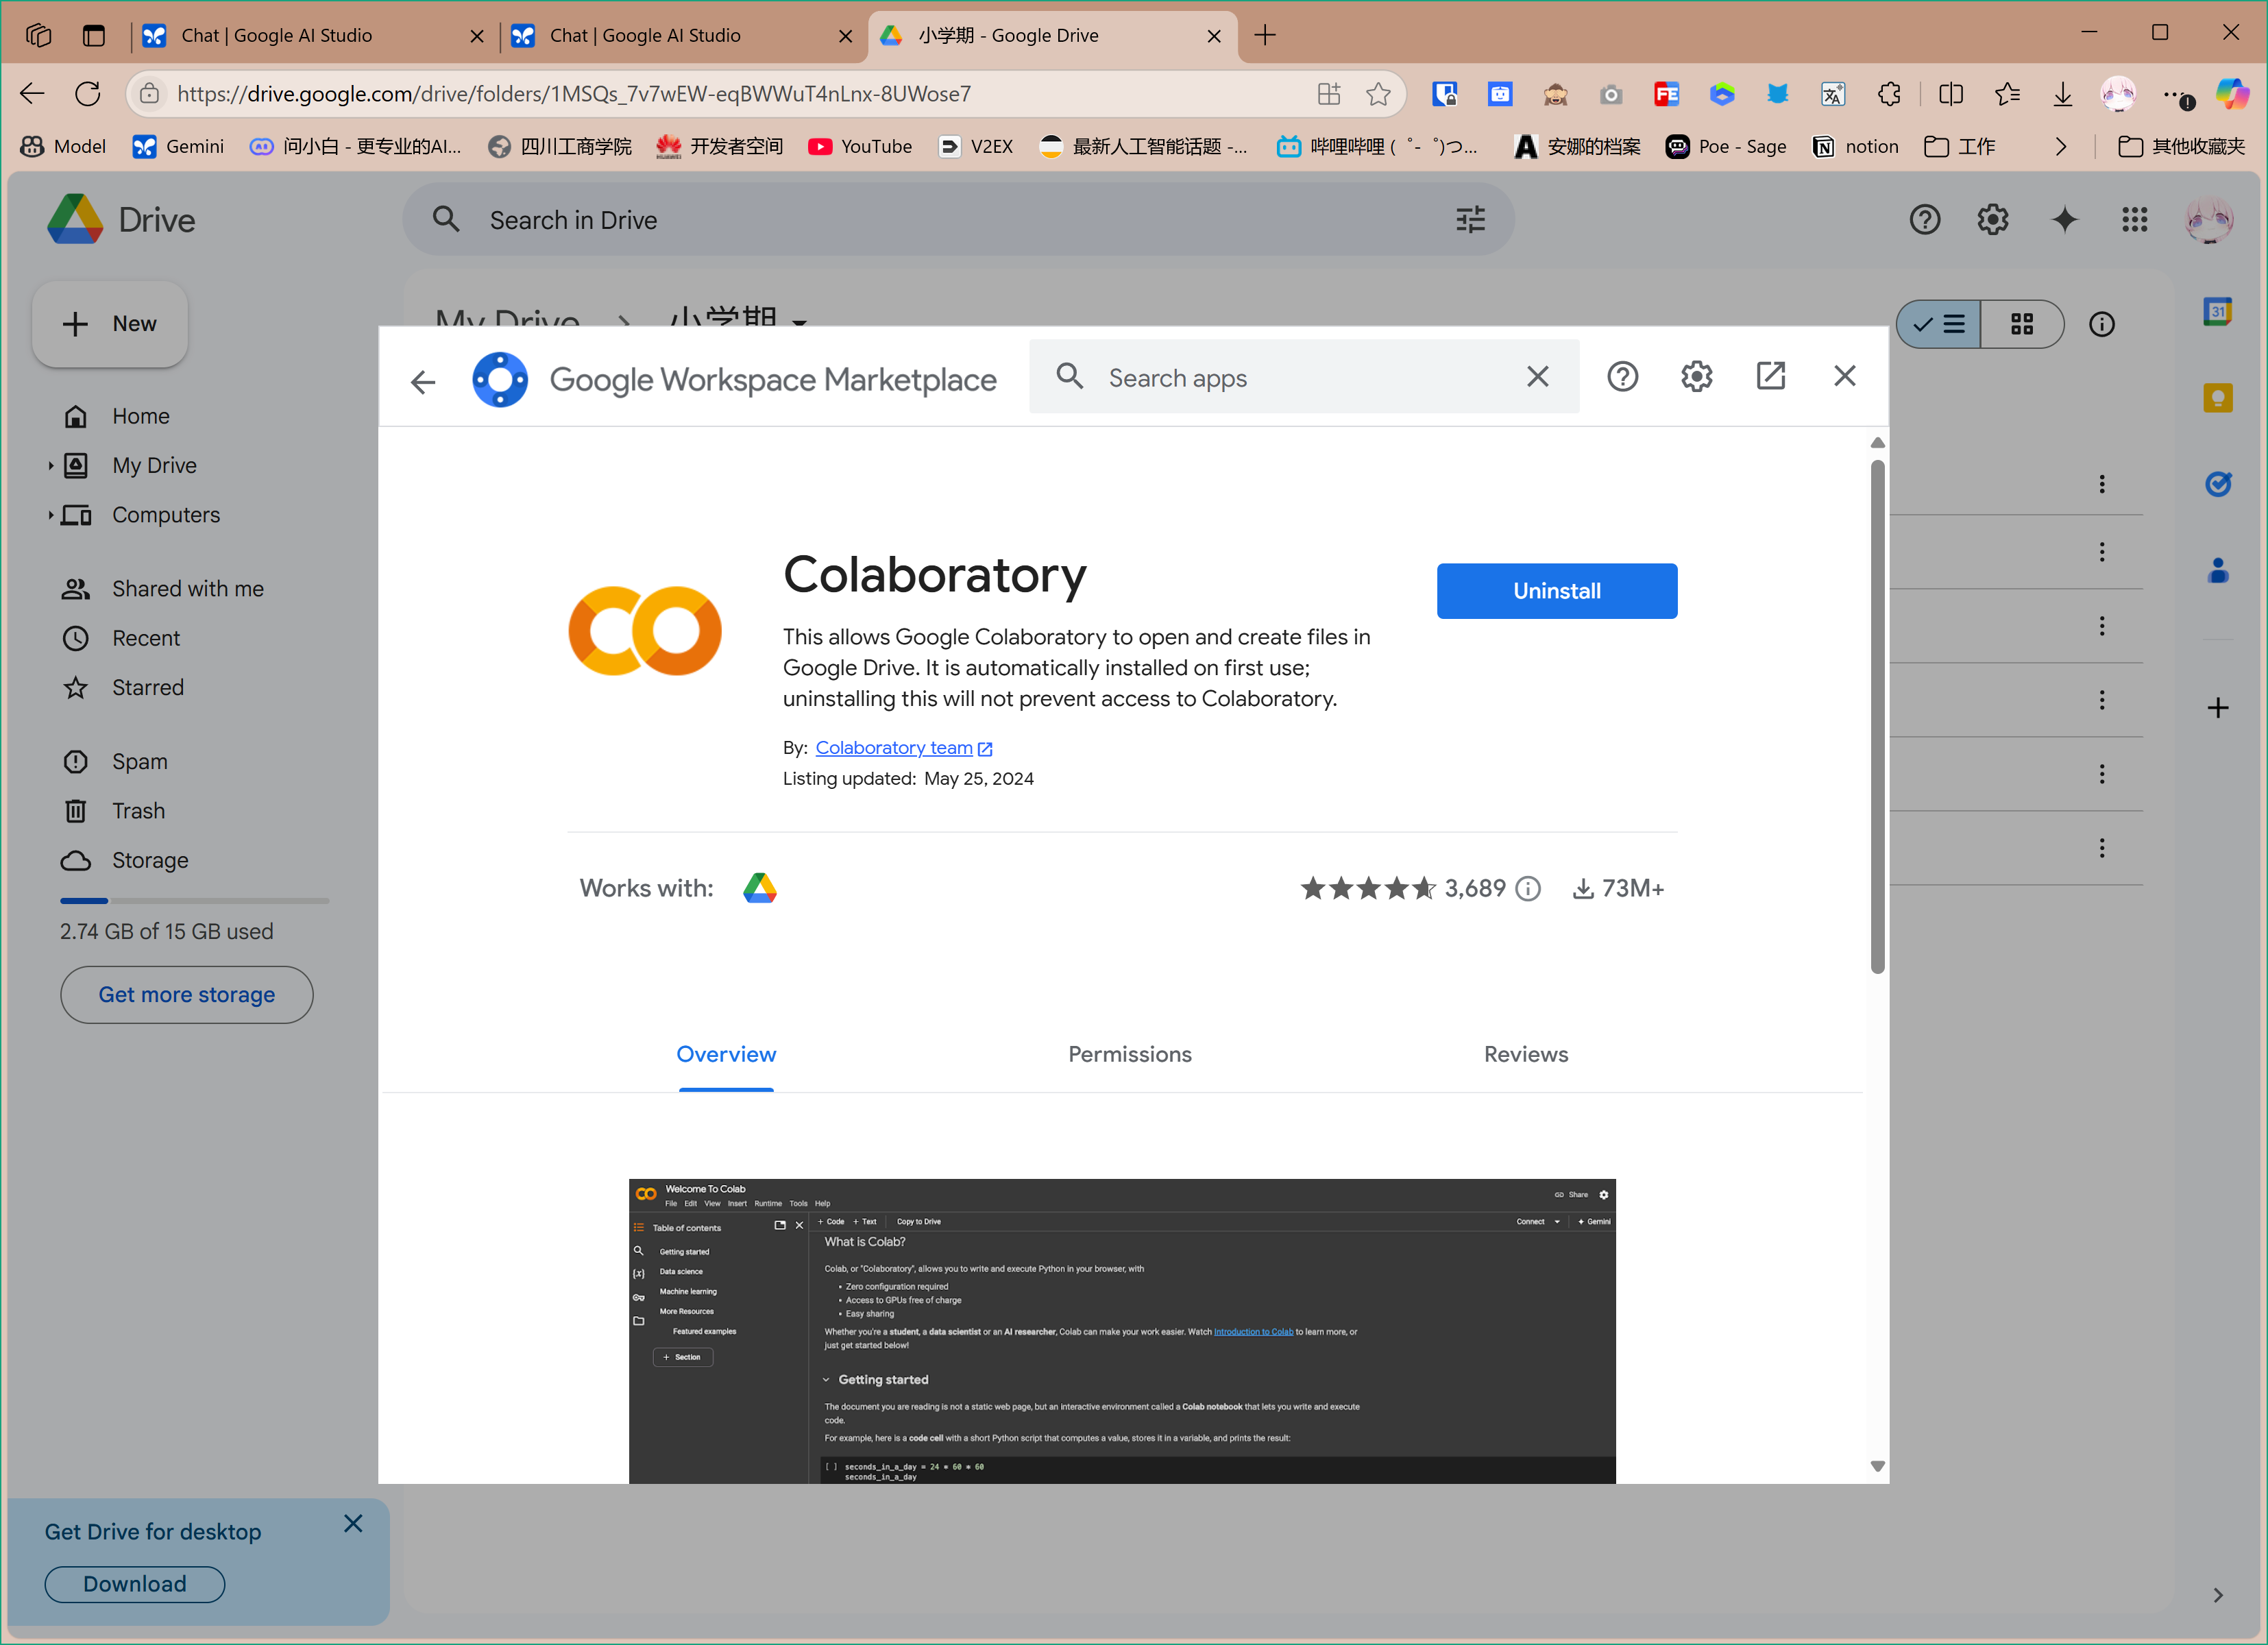 Chat | Google AI Studio
Chat | Google AI Studio
小学期 - Google Drive
https://drive.google.com/drive/folders/1MSQs_7v7wEW-eqBWWuT4nLnx-8UWose7
Model
Gemini
问小白 - 更专业的AI...
四川工商学院
开发者空间
YouTube
V2EX
最新人工智能话题 -...
哔哩哔哩 (゜-゜)つ...
安娜的档案
Poe - Sage
notion
工作
其他收藏夹
Drive
Search in Drive
New
My Drive
小学期
Home
My Drive
Computers
Shared with me
Recent
Starred
Spam
Trash
Storage
2.74 GB of 15 GB used
Get more storage
Get Drive for desktop
Download
Google Workspace Marketplace
Search apps
Colaboratory
Uninstall
This allows Google Colaboratory to open and create files in
Google Drive. It is automatically installed on first use;
uninstalling this will not prevent access to Colaboratory.
By: Colaboratory team
Listing updated: May 25, 2024
Works with:
3,689
73M+
Overview
Permissions
Reviews
Welcome To Colab
File Edit View Insert Runtime Tools Help
Share
Table of contents
+ Code + Text Copy to Drive
Connect
Gemini
Getting started
Data science
Machine learning
More Resources
Featured examples
+ Section
What is Colab?
Colab, or "Colaboratory", allows you to write and execute Python in your browser, with
• Zero configuration required
• Access to GPUs free of charge
• Easy sharing
Whether you're a student, a data scientist or an AI researcher, Colab can make your work easier. Watch Introduction to Colab to learn more, or
just get started below!
Getting started
The document you are reading is not a static web page, but an interactive environment called a Colab notebook that lets you write and execute
code.
For example, here is a code cell with a short Python script that computes a value, stores it in a variable, and prints the result:
[ ] seconds_in_a_day = 24 * 60 * 60
seconds_in_a_day
31